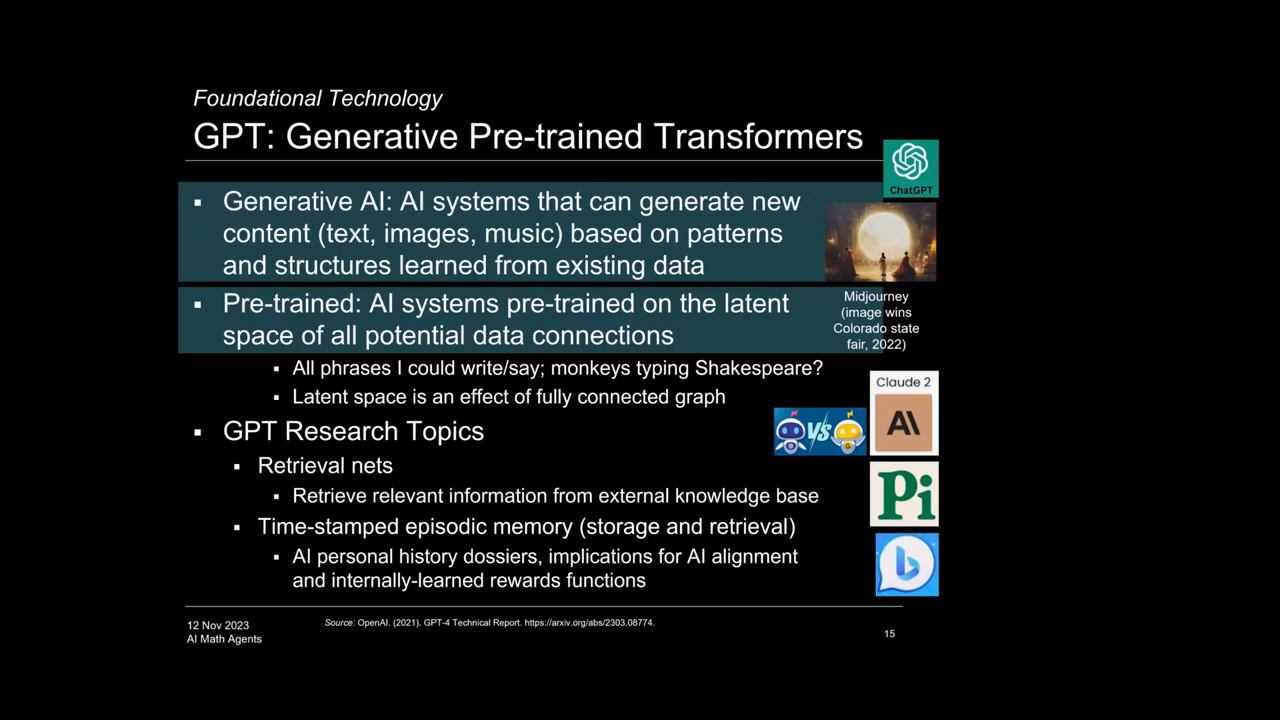 Foundational Technology
GPT: Generative Pre-trained Transformers
ChatGPT
▪ Generative AI: AI systems that can generate new
content (text, images, music) based on patterns
and structures learned from existing data
▪ Pre-trained: AI systems pre-trained on the latent
space of all potential data connections
Midjourney
(image wins
Colorado state
fair, 2022)
▪ All phrases I could write/say; monkeys typing Shakespeare?
▪ Latent space is an effect of fully connected graph
Claude 2
AI
VS
▪ GPT Research Topics
▪ Retrieval nets
▪ Retrieve relevant information from external knowledge base
Pi
▪ Time-stamped episodic memory (storage and retrieval)
▪ AI personal history dossiers, implications for AI alignment
and internally-learned rewards functions
b
12 Nov 2023
AI Math Agents
Source: OpenAI. (2021). GPT-4 Technical Report. https://arxiv.org/abs/2303.08774.
15